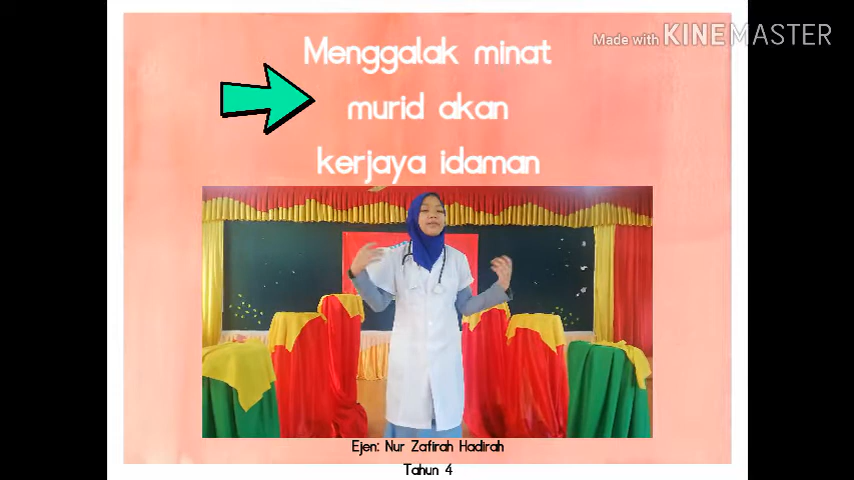 Made with KINEMASTER
Menggalak minat
murid akan
kerjaya idaman
Ejen: Nur Zafirah Hadirah
Tahun 4